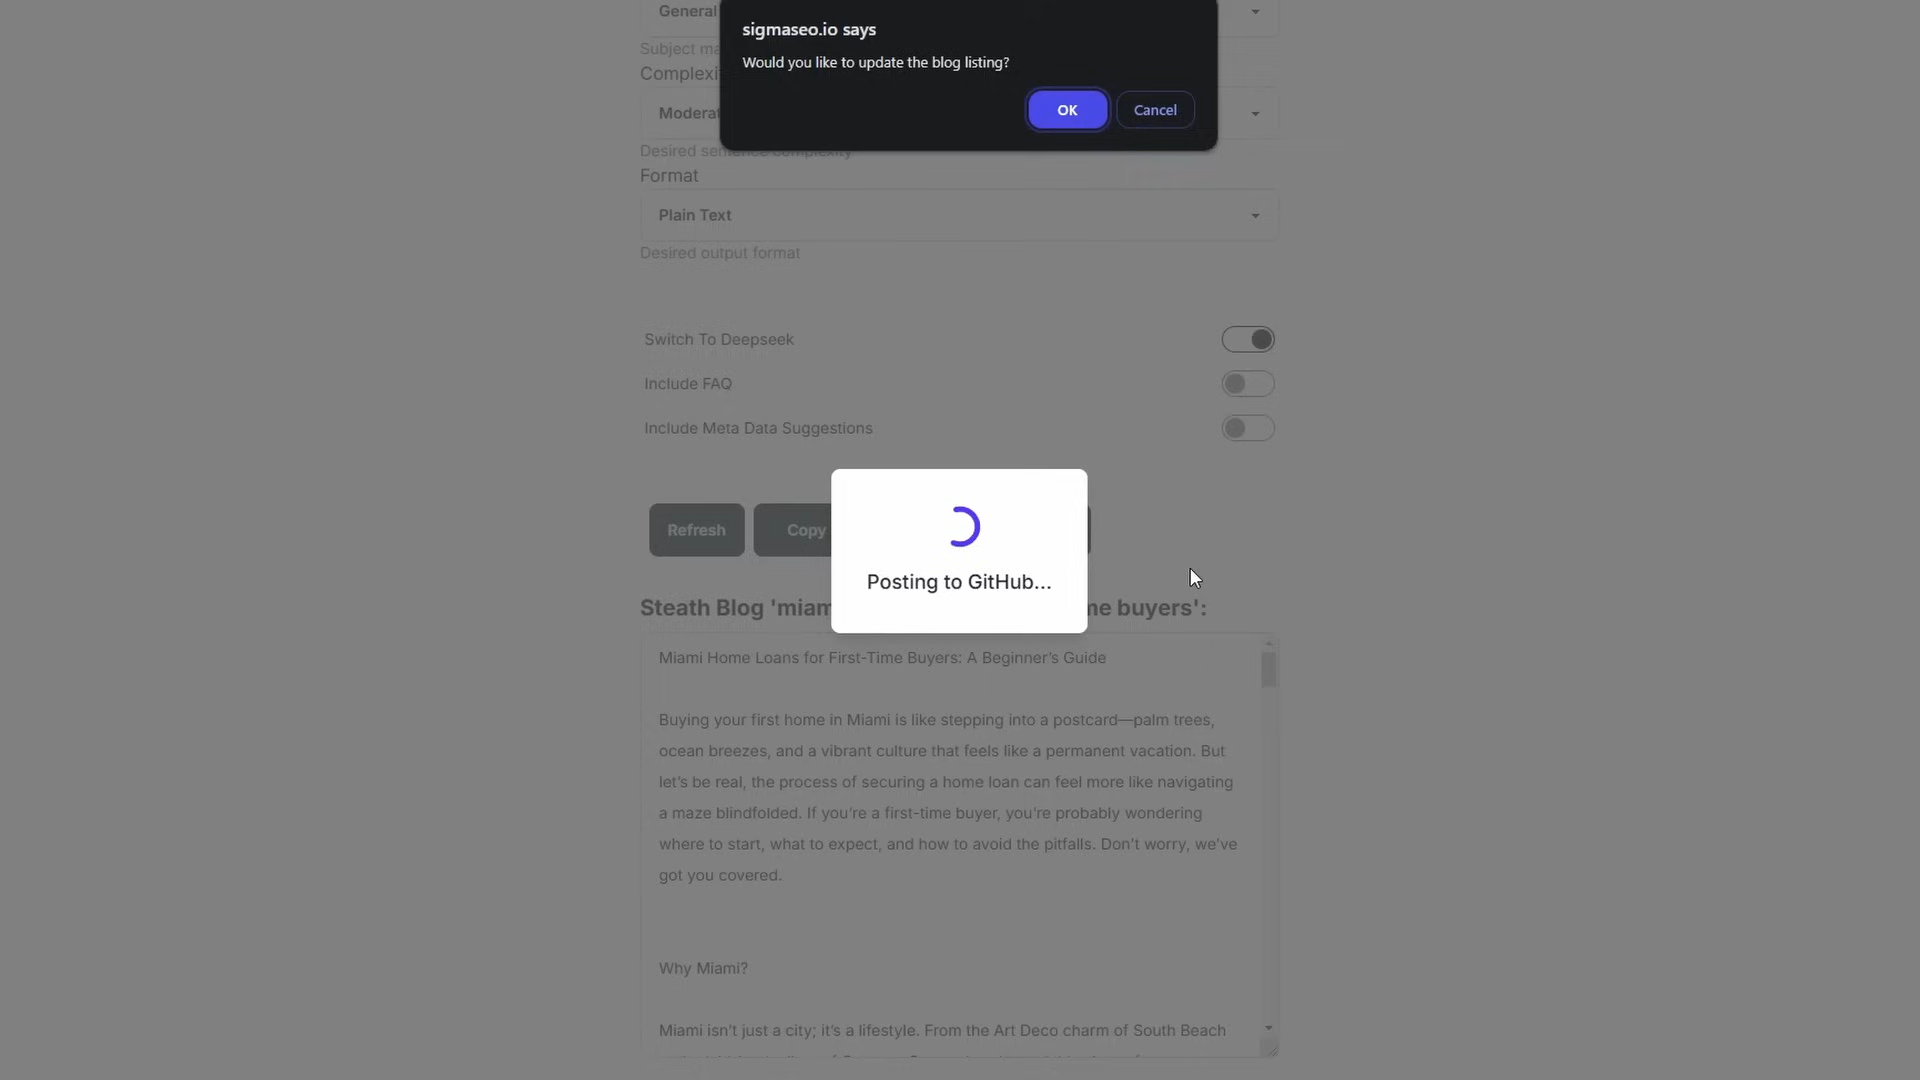 General
sigmaseo.io says
Would you like to update the blog listing?
OK
Cancel
Subject
Moderat
Desired sentence complexity
Format
Plain Text
Desired output format
Switch To Deepseek
Include FAQ
Include Meta Data Suggestions
Refresh
Copy
Posting to GitHub...
Steath Blog 'miam
me buyers':
Miami Home Loans for First-Time Buyers: A Beginner's Guide
Buying your first home in Miami is like stepping into a postcard—palm trees,
ocean breezes, and a vibrant culture that feels like a permanent vacation. But
let's be real, the process of securing a home loan can feel more like navigating
a maze blindfolded. If you're a first-time buyer, you're probably wondering
where to start, what to expect, and how to avoid the pitfalls. Don't worry, we've
got you covered.
Why Miami?
Miami isn't just a city; it's a lifestyle. From the Art Deco charm of South Beach